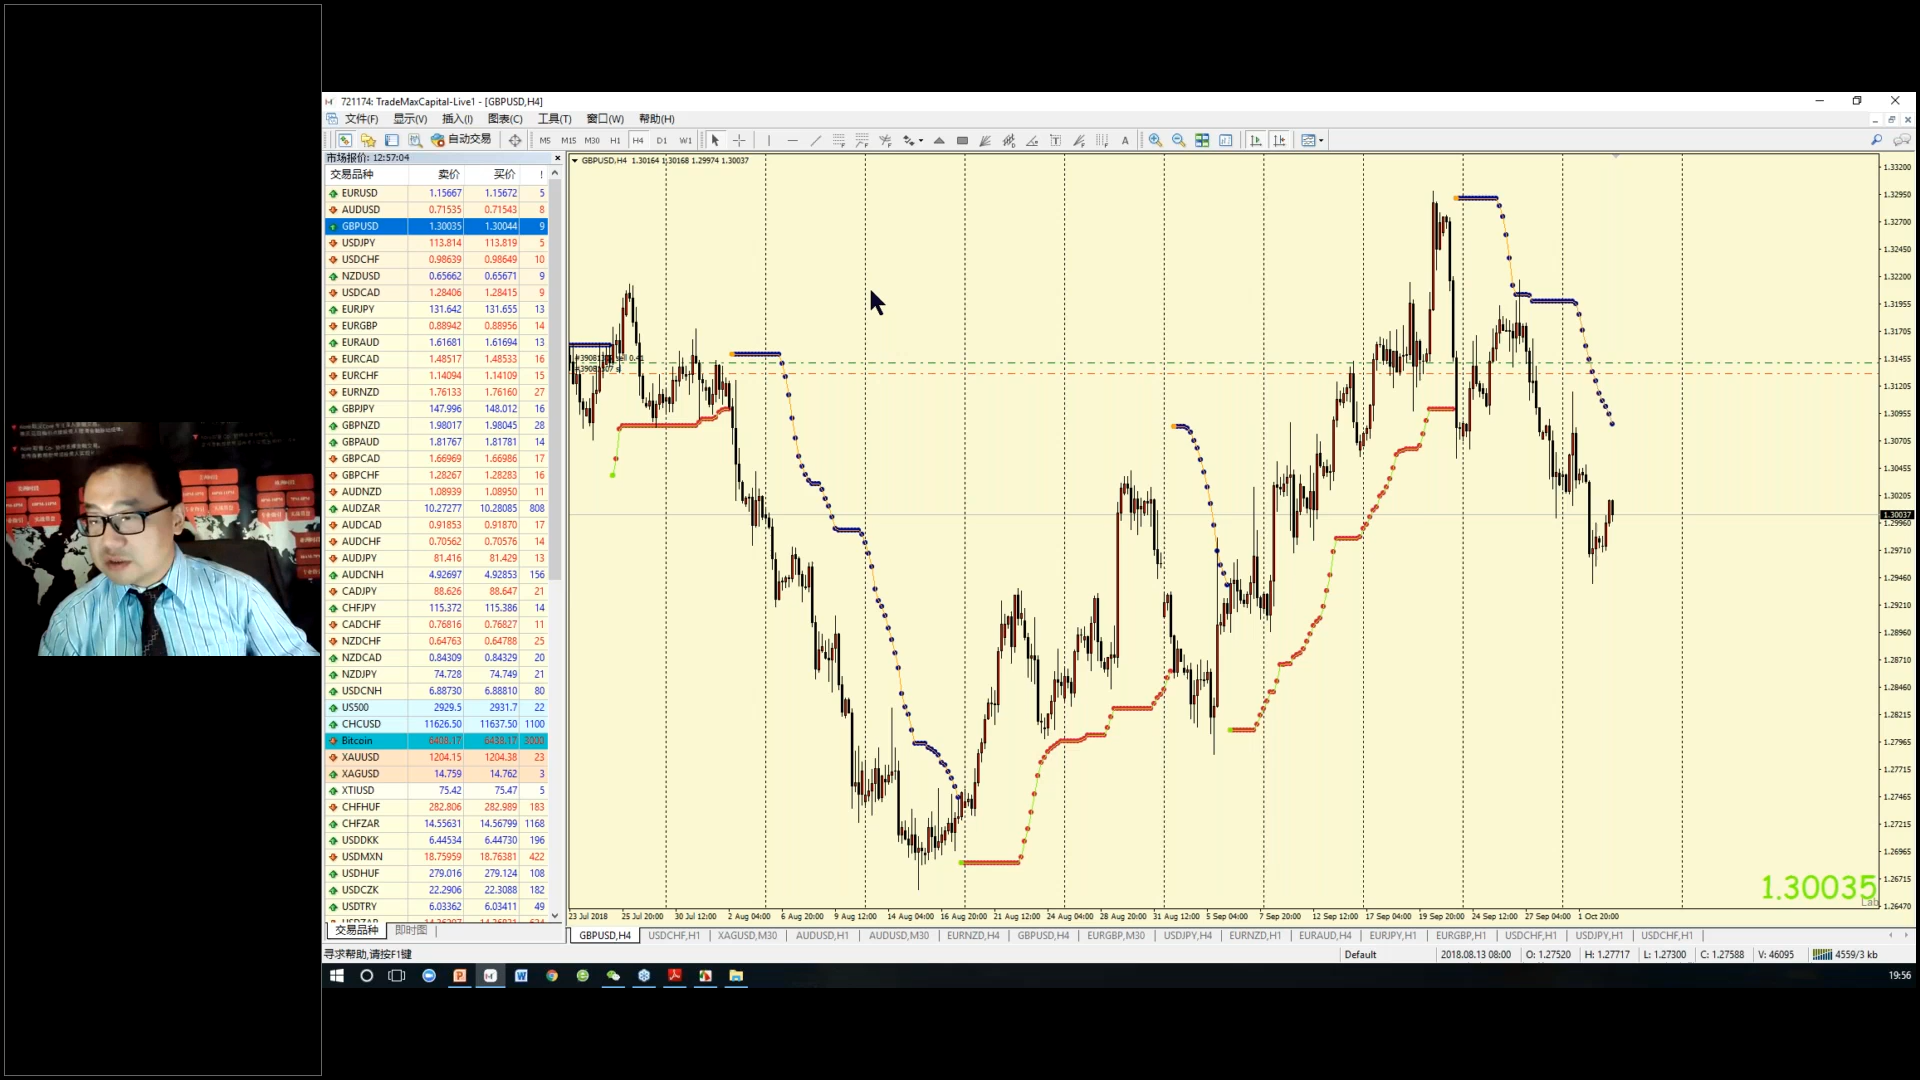 721174: TradeMaxCapital-Live1 - [GBPUSD,H4]
文件(F) 显示(V) 插入(I) 图表(C) 工具(T) 窗口(W) 帮助(H)
自动交易 M5 M15 M30 H1 H4 D1 W1
市场报价: 12:57:04
交易品种 卖价 买价 !
EURUSD 1.15667 1.15672 5
AUDUSD 0.71535 0.71543 8
GBPUSD 1.30035 1.30044 9
USDJPY 113.814 113.819 5
USDCHF 0.98639 0.98649 10
NZDUSD 0.65662 0.65671 9
USDCAD 1.28406 1.28415 9
EURJPY 131.642 131.655 13
EURGBP 0.88942 0.88956 14
EURAUD 1.61681 1.61694 13
EURCAD 1.48517 1.48533 16
EURCHF 1.14094 1.14109 15
EURNZD 1.76133 1.76160 27
GBPJPY 147.996 148.012 16
GBPNZD 1.98017 1.98045 28
GBPAUD 1.81767 1.81781 14
GBPCAD 1.66969 1.66986 17
GBPCHF 1.28267 1.28283 16
AUDNZD 1.08939 1.08950 11
AUDZAR 10.27277 10.28085 808
AUDCAD 0.91853 0.91870 17
AUDCHF 0.70562 0.70576 14
AUDJPY 81.416 81.429 13
AUDCNH 4.92697 4.92853 156
CADJPY 88.626 88.647 21
CHFJPY 115.372 115.386 14
CADCHF 0.76816 0.76827 11
NZDCHF 0.64763 0.64788 25
NZDCAD 0.84309 0.84329 20
NZDJPY 74.728 74.749 21
USDCNH 6.88730 6.88810 80
US500 2929.5 2931.7 22
CHCUSD 11626.50 11637.50 1100
Bitcoin 6408.17 6438.17 3000
XAUUSD 1204.15 1204.38 23
XAGUSD 14.759 14.762 3
XTIUSD 75.42 75.47 5
CHFHUF 282.806 282.989 183
CHFZAR 14.55631 14.56799 1168
USDDKK 6.44534 6.44730 196
USDMXN 18.75959 18.76381 422
USDHUF 279.016 279.124 108
USDCZK 22.2906 22.3088 182
USDTRY 6.03362 6.03411 49
交易品种 即时图
GBPUSD,H4 1.30164 1.30168 1.29974 1.30037
1.33200
1.32950
1.32700
1.32450
1.32200
1.31955
1.31705
1.31455
1.31205
1.30955
1.30705
1.30455
1.30205
1.30037
1.29960
1.29710
1.29460
1.29210
1.28960
1.28710
1.28460
1.28215
1.27965
1.27715
1.27465
1.27215
1.26965
1.26715
1.26470
1.30035
23 Jul 2018 25 Jul 20:00 30 Jul 12:00 2 Aug 04:00 6 Aug 20:00 9 Aug 12:00 14 Aug 04:00 16 Aug 20:00 21 Aug 12:00 24 Aug 04:00 28 Aug 20:00 31 Aug 12:00 5 Sep 04:00 7 Sep 20:00 12 Sep 12:00 17 Sep 04:00 19 Sep 20:00 24 Sep 12:00 27 Sep 04:00 1 Oct 20:00
GBPUSD,H4 USDCHF,H1 XAGUSD,M30 AUDUSD,H1 AUDUSD,M30 EURNZD,H4 GBPUSD,H4 EURGBP,M30 USDJPY,H4 EURNZD,H1 EURAUD,H4 EURJPY,H1 EURGBP,H1 USDCHF,H1 USDJPY,H1 USDCHF,H1
寻求帮助,请按F1键 Default 2018.08.13 08:00 O: 1.27520 H: 1.27717 L: 1.27300 C: 1.27588 V: 46095 4559/3 kb
19:56